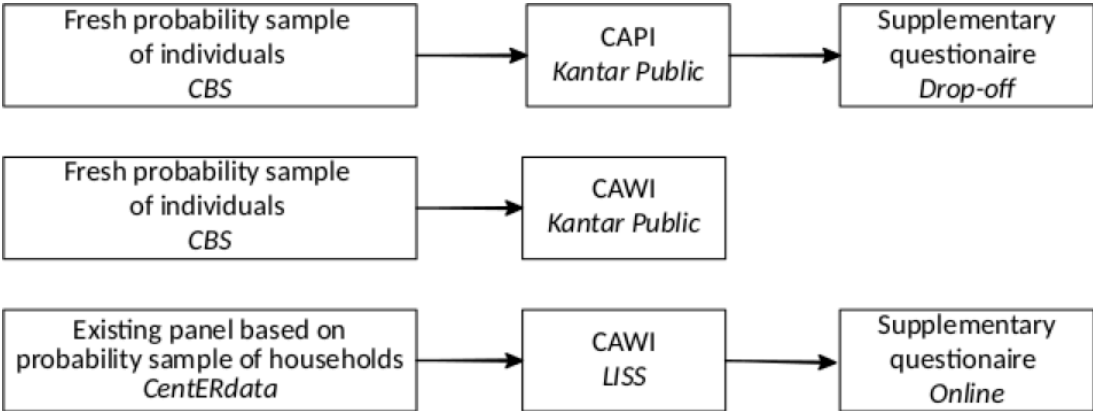 Fresh probability sample
of individuals
CBS
CAPI
Kantar Public
Supplementary
questionaire
Drop-off
Fresh probability sample
of individuals
CBS
CAWI
Kantar Public
Existing panel based on
probability sample of households
CentERdata
CAWI
LISS
Supplementary
questionaire
Online